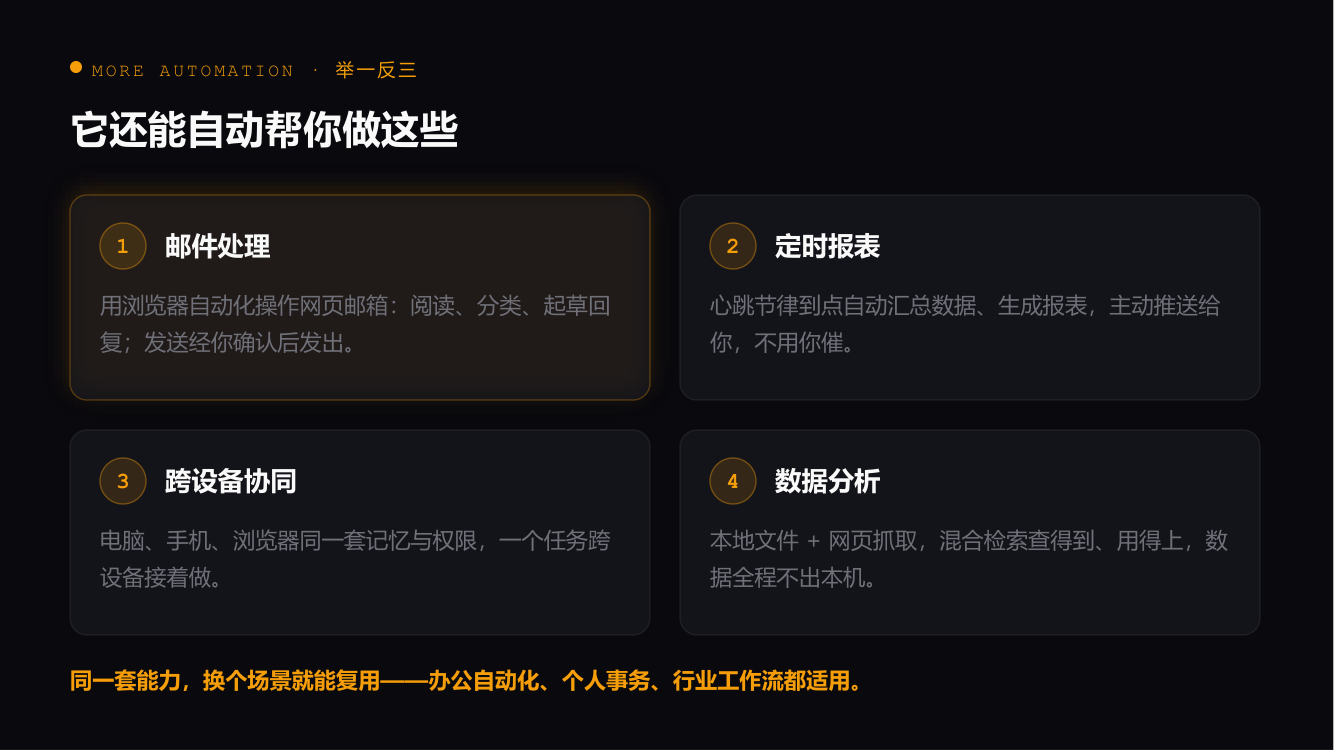 MORE AUTOMATION · 举一反三
它还能自动帮你做这些
1 邮件处理
用浏览器自动化操作网页邮箱：阅读、分类、起草回
复；发送经你确认后发出。
2 定时报表
心跳节律到点自动汇总数据、生成报表，主动推送给
你，不用你催。
3 跨设备协同
电脑、手机、浏览器同一套记忆与权限，一个任务跨
设备接着做。
4 数据分析
本地文件 + 网页抓取，混合检索查得到、用得上，数
据全程不出本机。
同一套能力，换个场景就能复用——办公自动化、个人事务、行业工作流都适用。